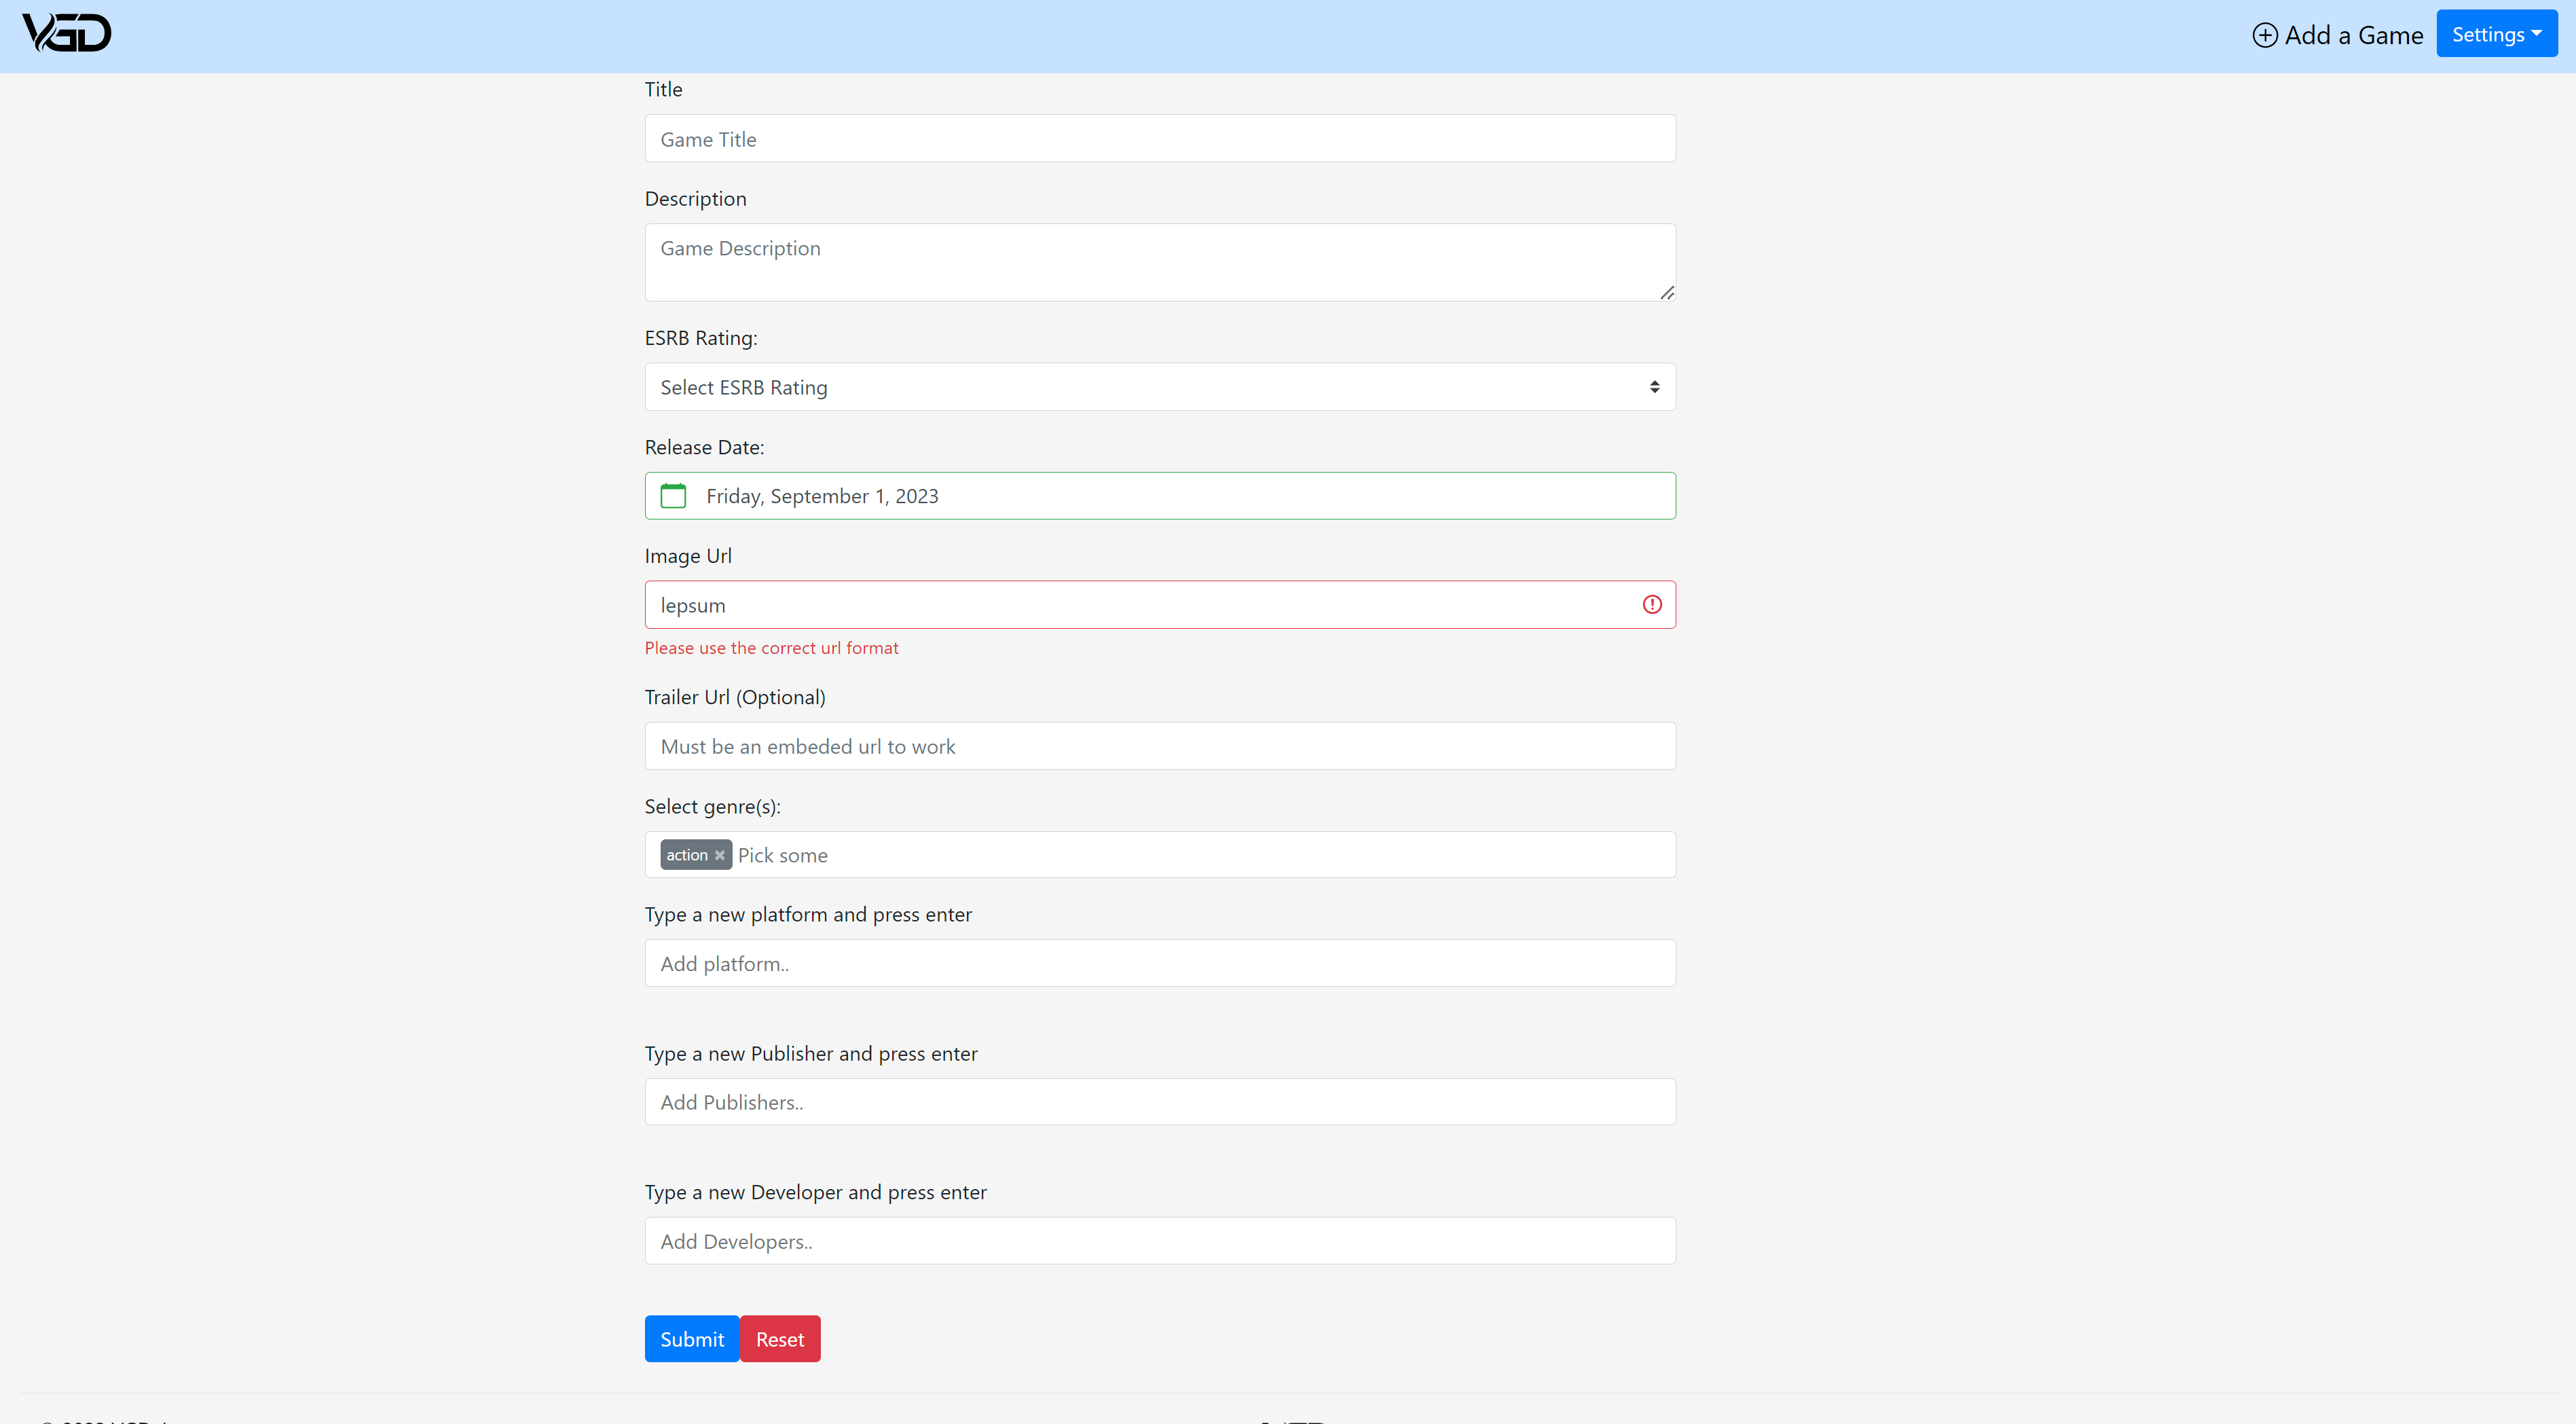 VGD
Add a Game
Settings
Title
Game Title
Description
Game Description
ESRB Rating:
Select ESRB Rating
Release Date:
Friday, September 1, 2023
Image Url
lepsum
Please use the correct url format
Trailer Url (Optional)
Must be an embeded url to work
Select genre(s):
action × Pick some
Type a new platform and press enter
Add platform..
Type a new Publisher and press enter
Add Publishers..
Type a new Developer and press enter
Add Developers..
Submit Reset